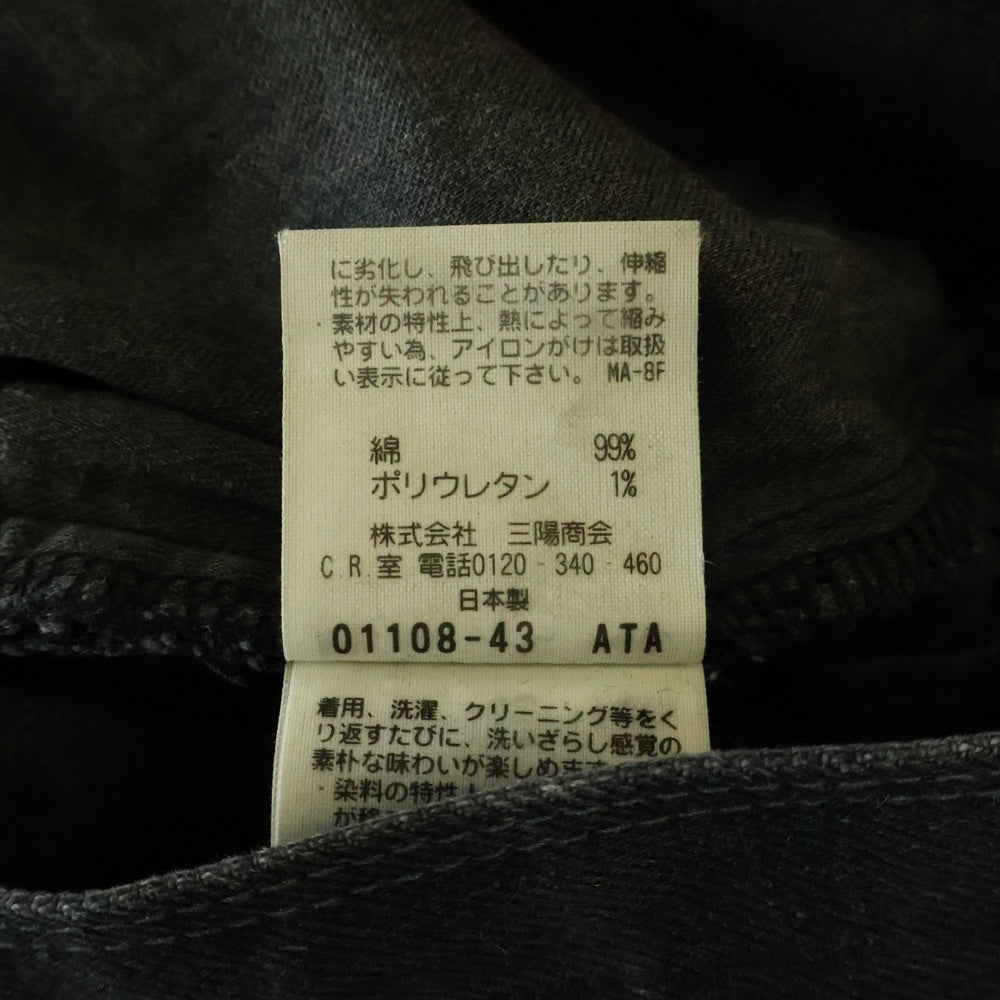 に劣化し、飛び出したり、伸縮
性が失われることがあります。
・素材の特性上、熱によって縮み
やすい為、アイロンがけは取扱
い表示に従って下さい。 MA-8F
綿 99%
ポリウレタン 1%
株式会社 三陽商会
C.R.室 電話0120-340-460
日本製
01108-43 ATA
着用、洗濯、クリーニング等をく
り返すたびに、洗いざらし感覚の
素朴な味わいが楽しめます
・染料の特性
が